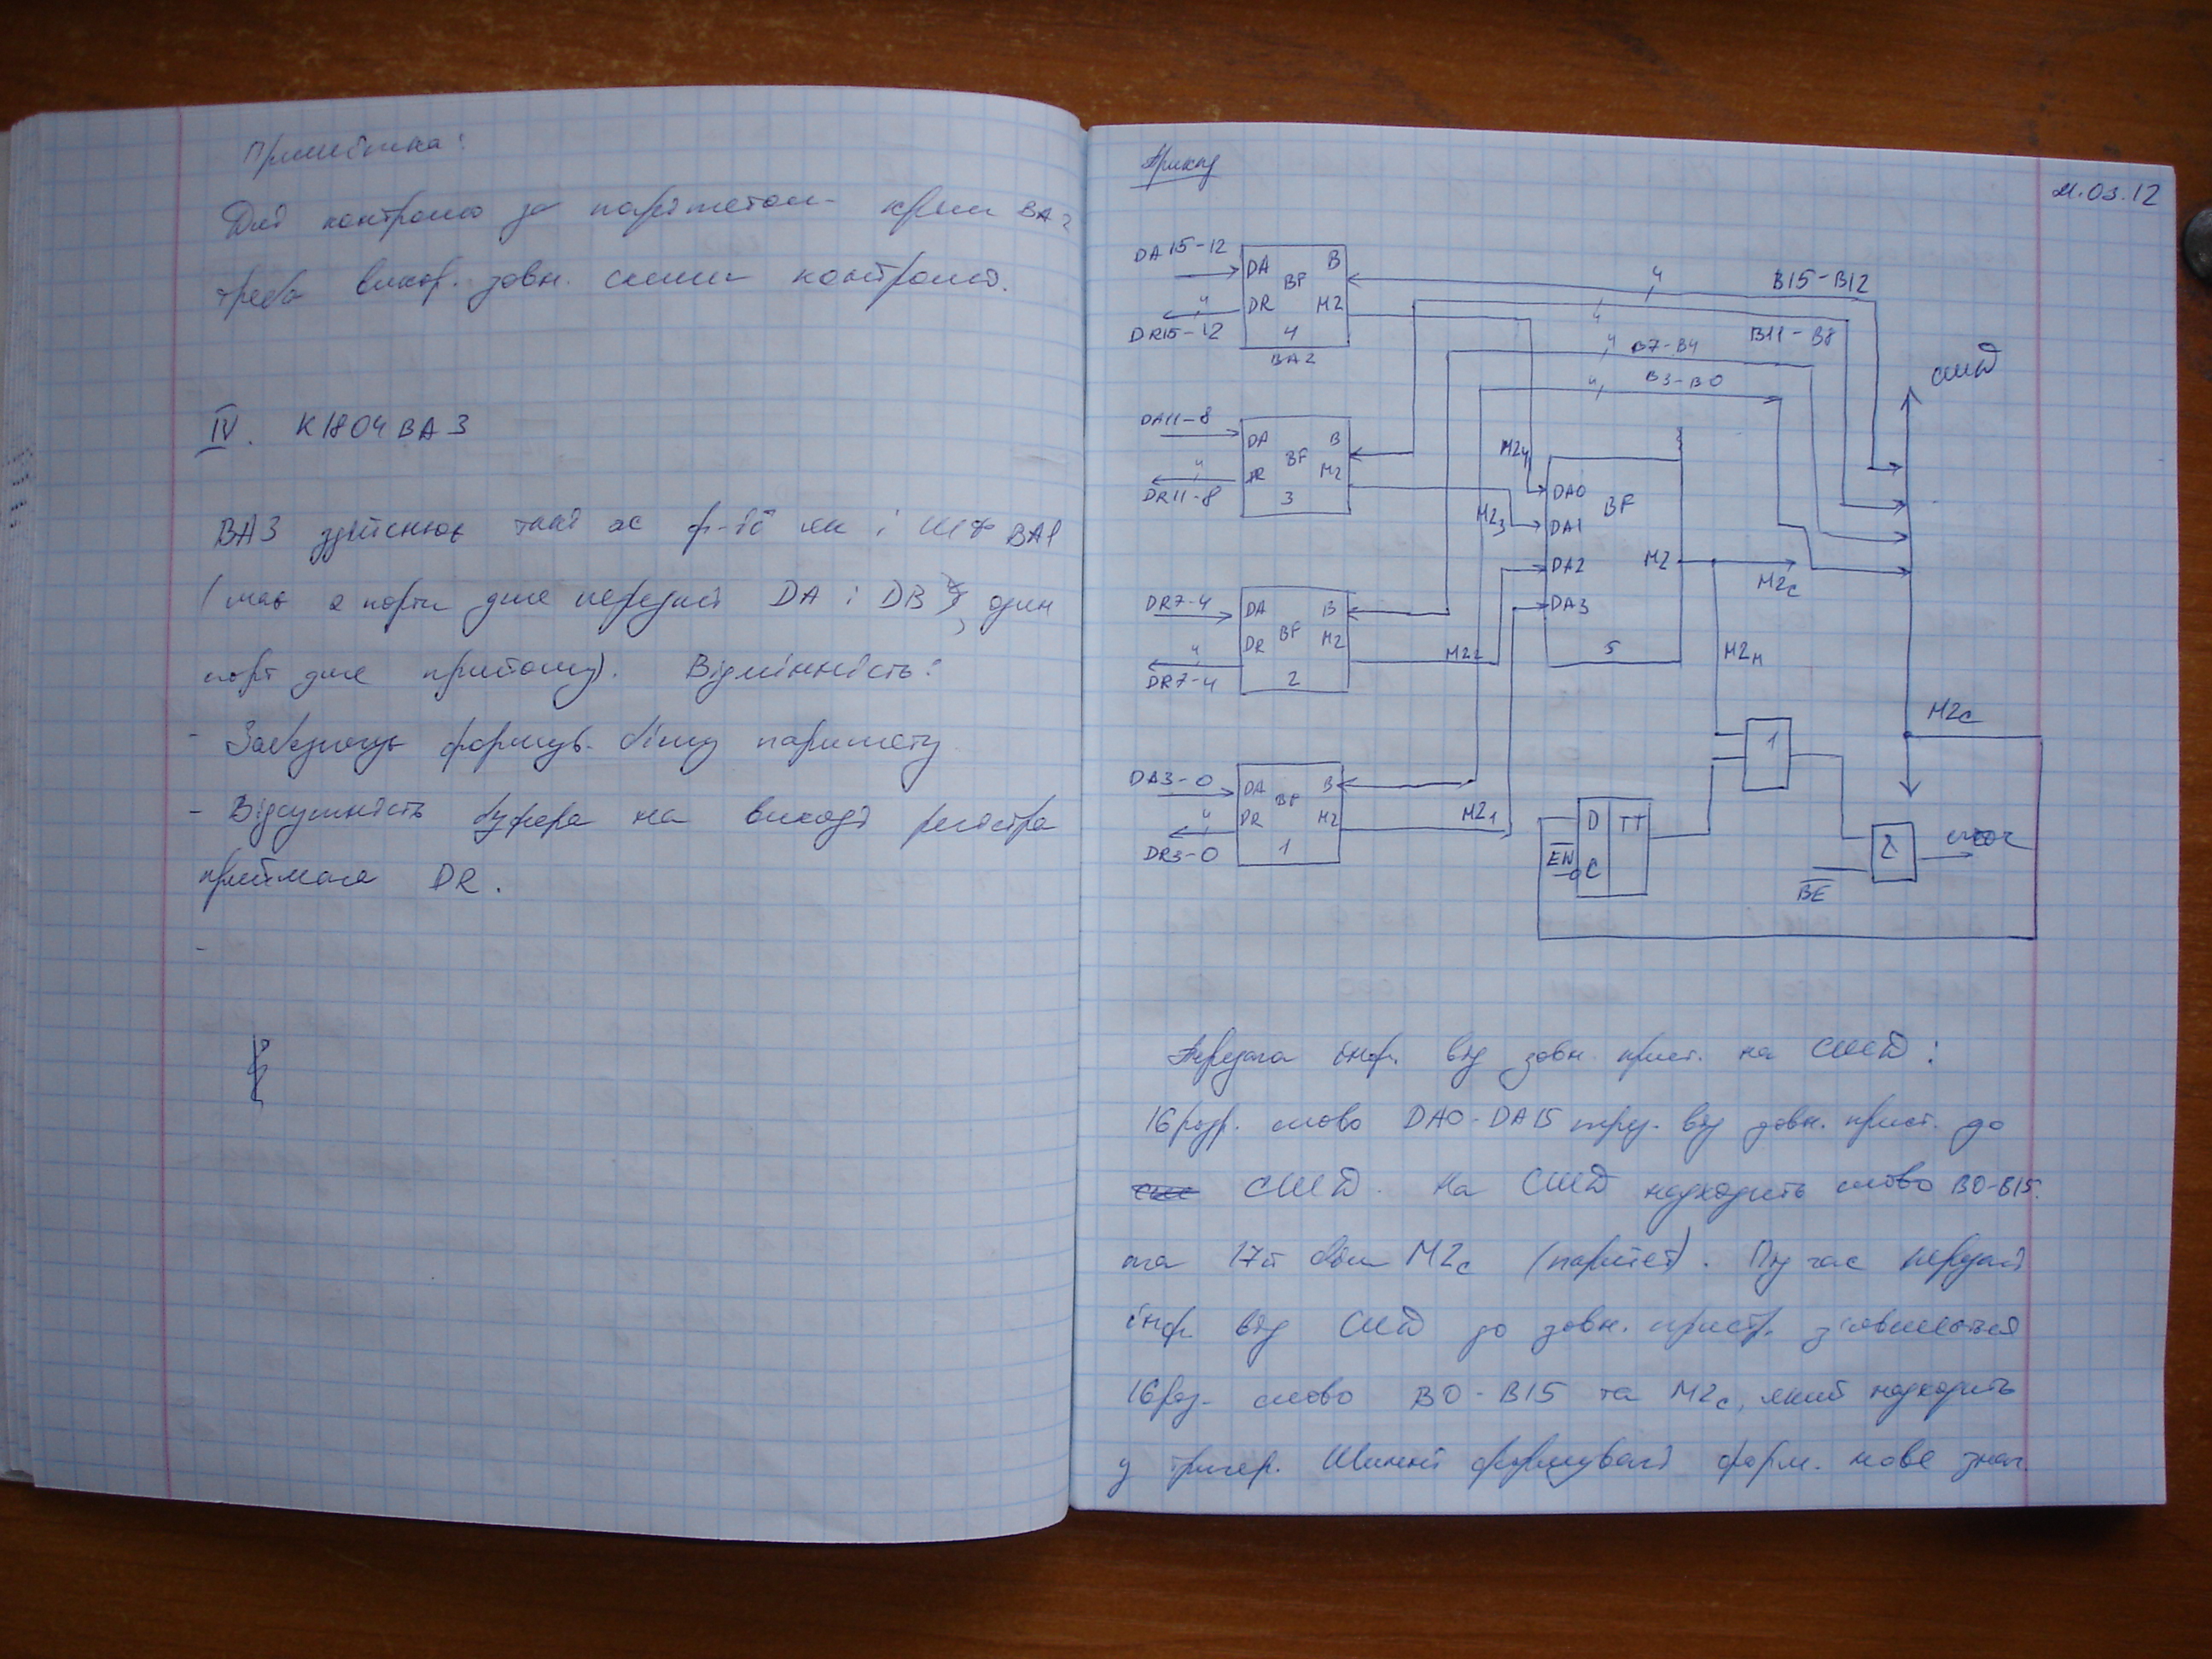 Примітка:
Для контролю за паритетом крім ВА2
треба викор. зовн. схеми контролю.
IV. К1804ВА3
ВА3 здійснює такі ж ф-ії як і ШФ ВА1
(має 2 порти для передачі DA і DB, один
порт для прийому). Відмінність:
- Забезпечує формув. біту паритету
- Відсутність буфера на виході регістра
приймача DR.
-
Приклад
21.03.12
DA15-12
DA B
BF
DR M2
4
4
DR15-12
BA2
4
B15-B12
4
B11-B8
4
B7-B4
4
B3-B0
СШД
DA11-8
DA B
BF
DR M2
3
4
DR11-8
M2₄
M2₃
DA0
BF
DA1
DA2
M2
DA3
5
M2c
M2н
DR7-4
DA B
BF
DR M2
2
4
DR7-4
M2₂
M2c
1
DA3-0
DA B
BF
DR M2
1
4
DR3-0
M2₁
D TT
EN
C
2
BE
Передача інф. від зовн. прист. на СШД:
16розр. слово DA0-DA15 від зовн. прист. до
СШД. На СШД надходить слово B0-B15
та 17й біт M2c (паритет). Під час передачі
інф від СШД до зовн. пристр. з'являється
16роз. слово B0-B15 та M2c, який надходить
у тригер. Шинні формувачі форм. нове знач.